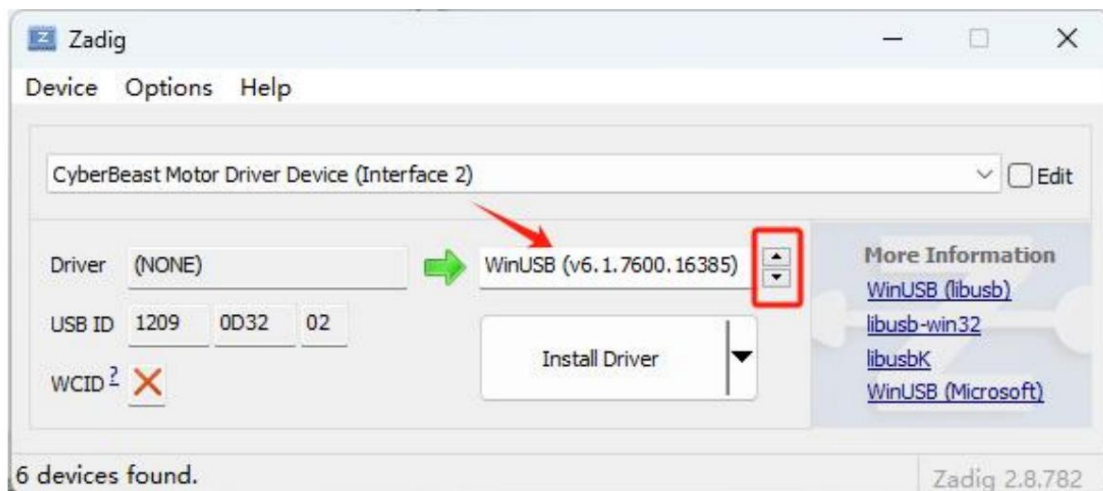 Zadig
Device Options Help
CyberBeast Motor Driver Device (Interface 2)
Edit
Driver (NONE) WinUSB (v6.1.7600.16385)
USB ID 1209 0D32 02
WCID ?
Install Driver
More Information
WinUSB (libusb)
libusb-win32
libusbK
WinUSB (Microsoft)
6 devices found.
Zadig 2.8.782